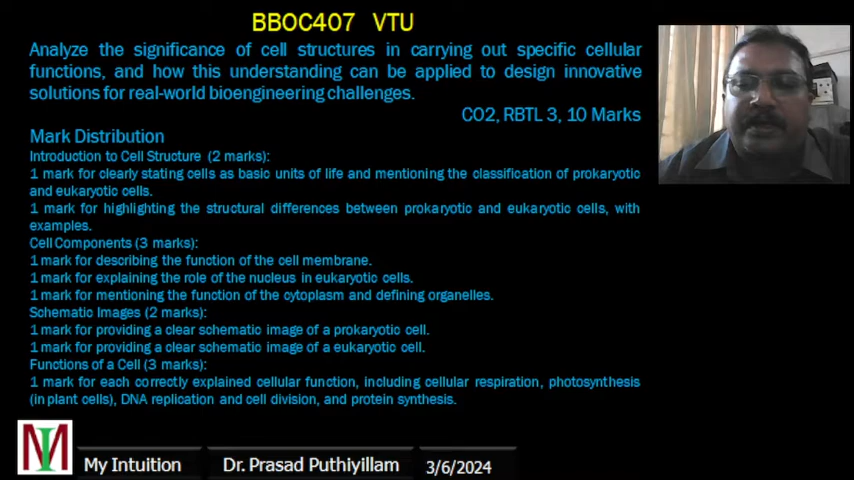 BBOC407 VTU
Analyze the significance of cell structures in carrying out specific cellular
functions, and how this understanding can be applied to design innovative
solutions for real-world bioengineering challenges.
CO2, RBTL 3, 10 Marks
Mark Distribution
Introduction to Cell Structure (2 marks):
1 mark for clearly stating cells as basic units of life and mentioning the classification of prokaryotic
and eukaryotic cells.
1 mark for highlighting the structural differences between prokaryotic and eukaryotic cells, with
examples.
Cell Components (3 marks):
1 mark for describing the function of the cell membrane.
1 mark for explaining the role of the nucleus in eukaryotic cells.
1 mark for mentioning the function of the cytoplasm and defining organelles.
Schematic Images (2 marks):
1 mark for providing a clear schematic image of a prokaryotic cell.
1 mark for providing a clear schematic image of a eukaryotic cell.
Functions of a Cell (3 marks):
1 mark for each correctly explained cellular function, including cellular respiration, photosynthesis
(in plant cells), DNA replication and cell division, and protein synthesis.
MI
My Intuition
Dr. Prasad Puthiyillam
3/6/2024